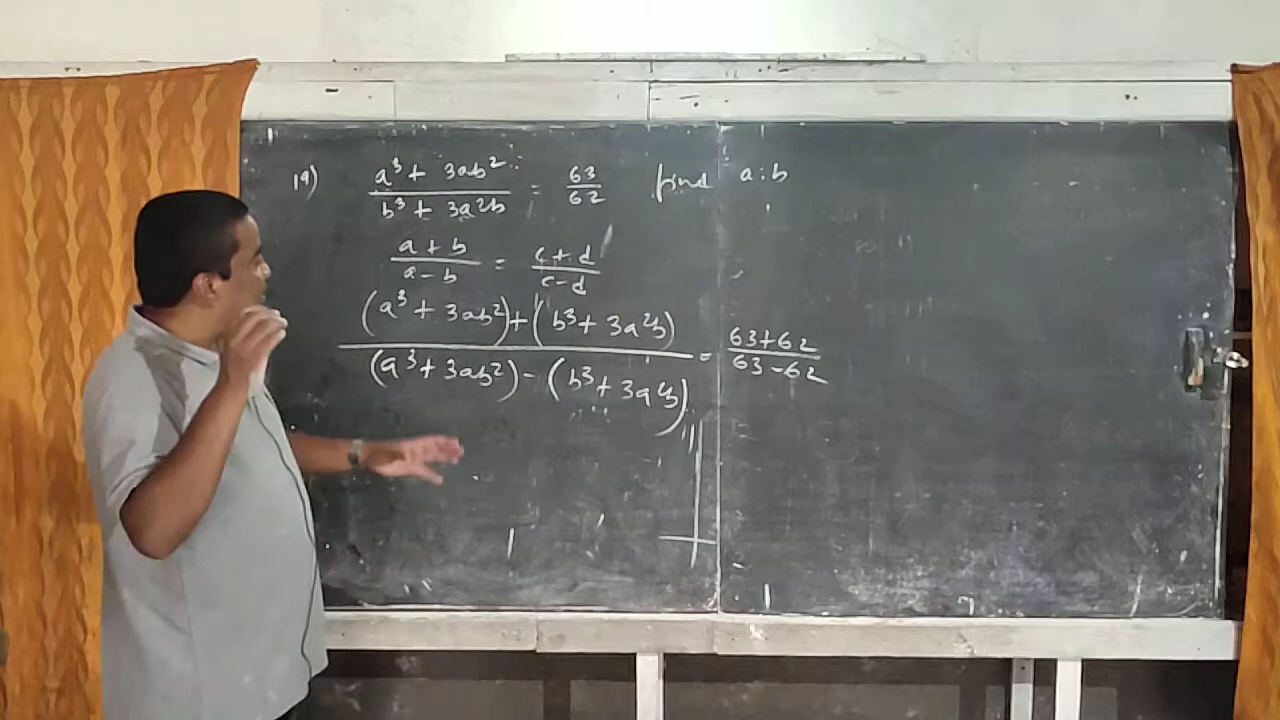 19) a³ + 3ab² / b³ + 3a²b = 63 / 62 find a:b
a + b / a - b = c + d / c - d
(a³ + 3ab²) + (b³ + 3a²b) / (a³ + 3ab²) - (b³ + 3a²b) = 63+62 / 63-62